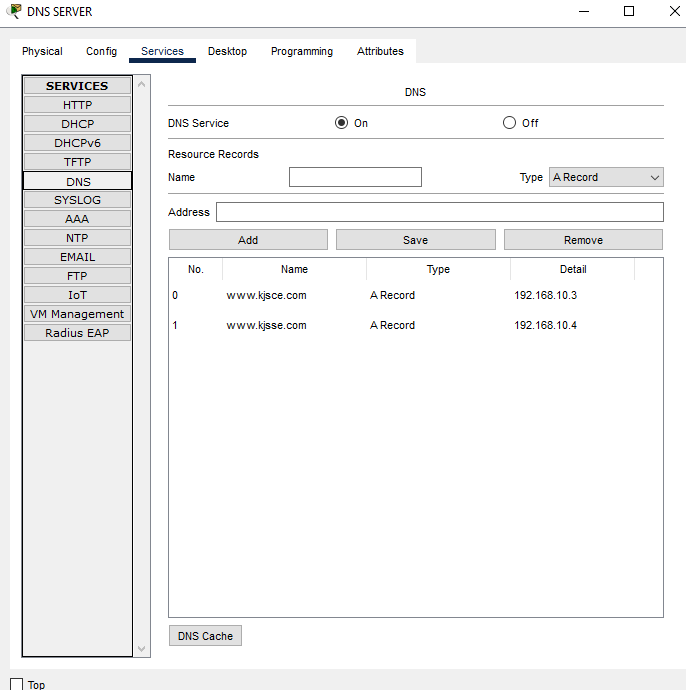 DNS SERVER
Physical Config Services Desktop Programming Attributes
SERVICES
HTTP
DHCP
DHCPv6
TFTP
DNS
SYSLOG
AAA
NTP
EMAIL
FTP
IoT
VM Management
Radius EAP
DNS
DNS Service On Off
Resource Records
Name Type A Record
Address
Add Save Remove
No. Name Type Detail
0 www.kjsce.com A Record 192.168.10.3
1 www.kjsse.com A Record 192.168.10.4
DNS Cache
Top